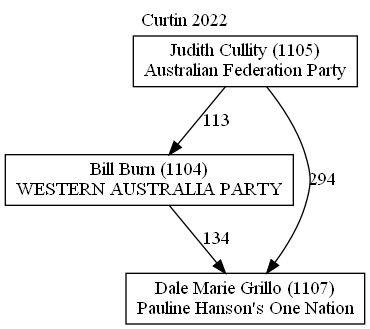 Curtin 2022
Judith Cullity (1105)
Australian Federation Party
113
Bill Burn (1104)
WESTERN AUSTRALIA PARTY
294
134
Dale Marie Grillo (1107)
Pauline Hanson's One Nation